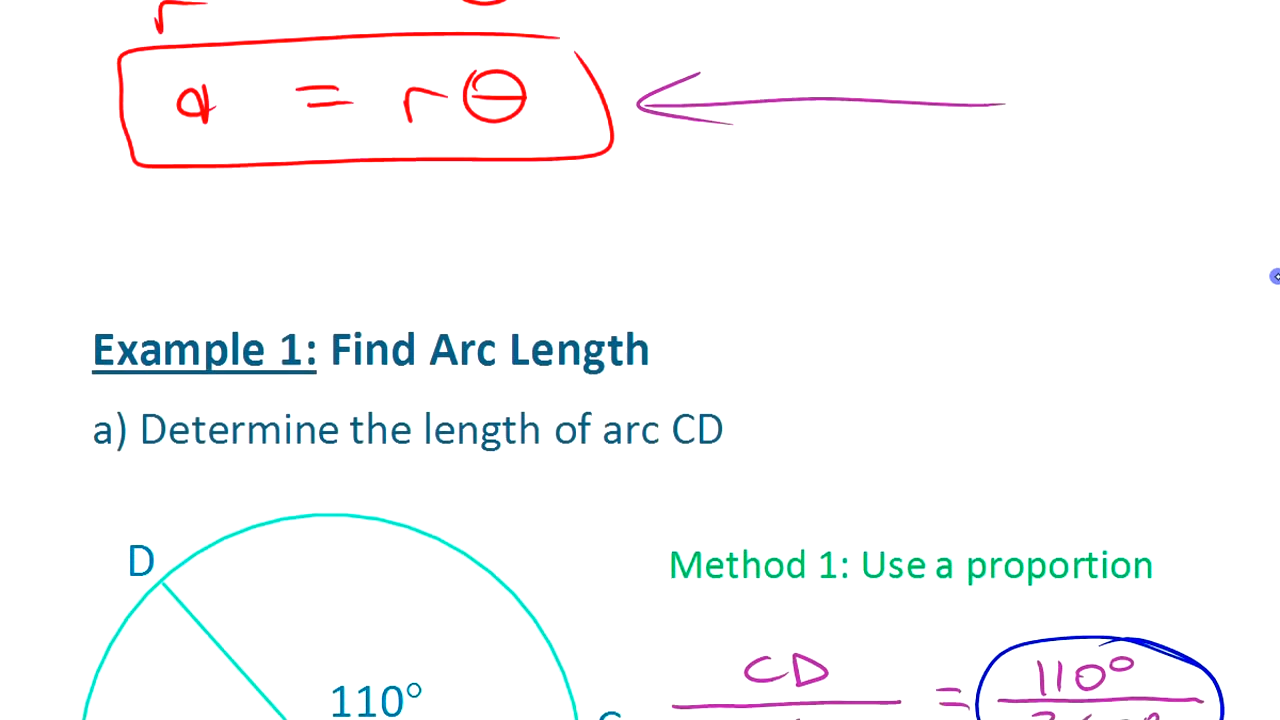 r
a = rθ
Example 1: Find Arc Length
a) Determine the length of arc CD
D
Method 1: Use a proportion
CD = 110°
110°